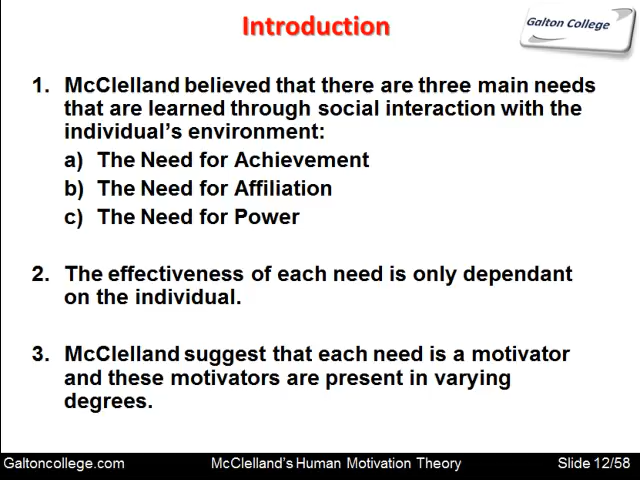 Introduction
Galton College
1. McClelland believed that there are three main needs
that are learned through social interaction with the
individual's environment:
a) The Need for Achievement
b) The Need for Affiliation
c) The Need for Power
2. The effectiveness of each need is only dependant
on the individual.
3. McClelland suggest that each need is a motivator
and these motivators are present in varying
degrees.
Galtoncollege.com McClelland's Human Motivation Theory Slide 12/58